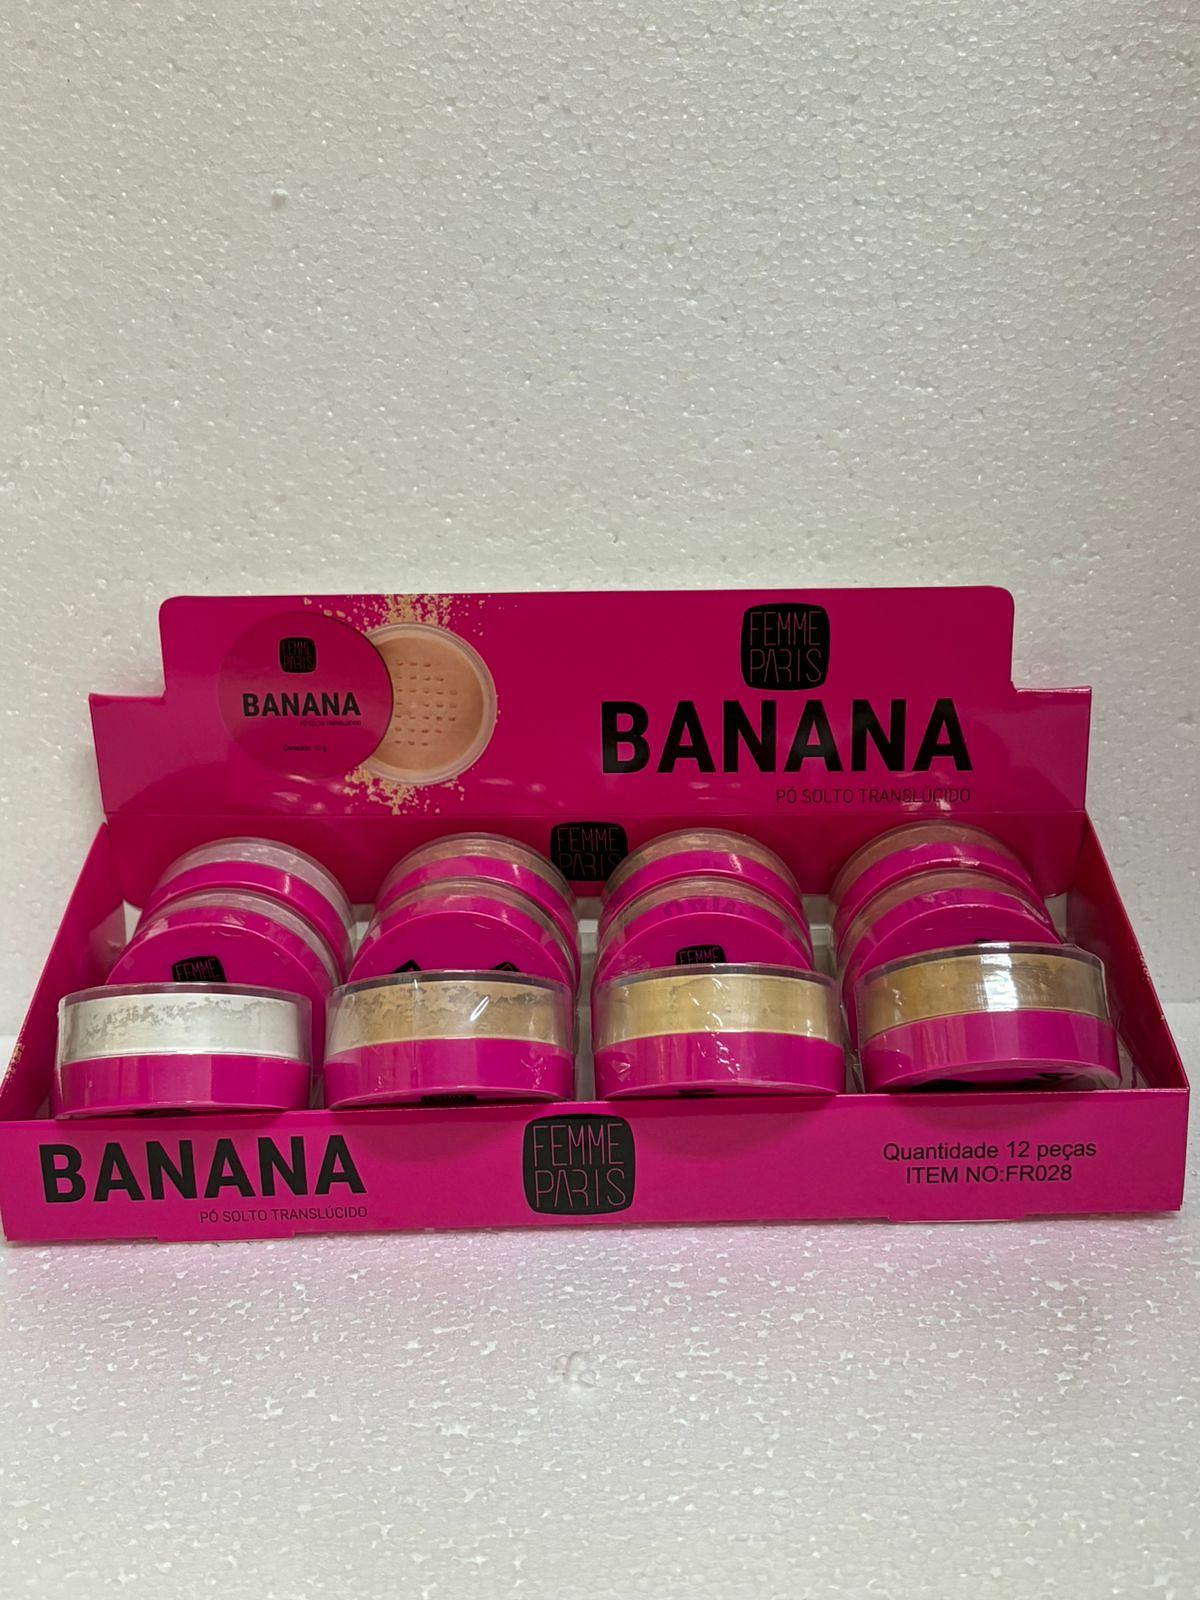 FEMME
PARIS
BANANA
PÓ SOLTO TRANSLÚCIDO
FEMME
PARIS
BANANA
PÓ SOLTO TRANSLÚCIDO
FEMME
PARIS
FEMME
FEMME
BANANA
PÓ SOLTO TRANSLÚCIDO
FEMME
PARIS
Quantidade 12 peças
ITEM NO:FR028